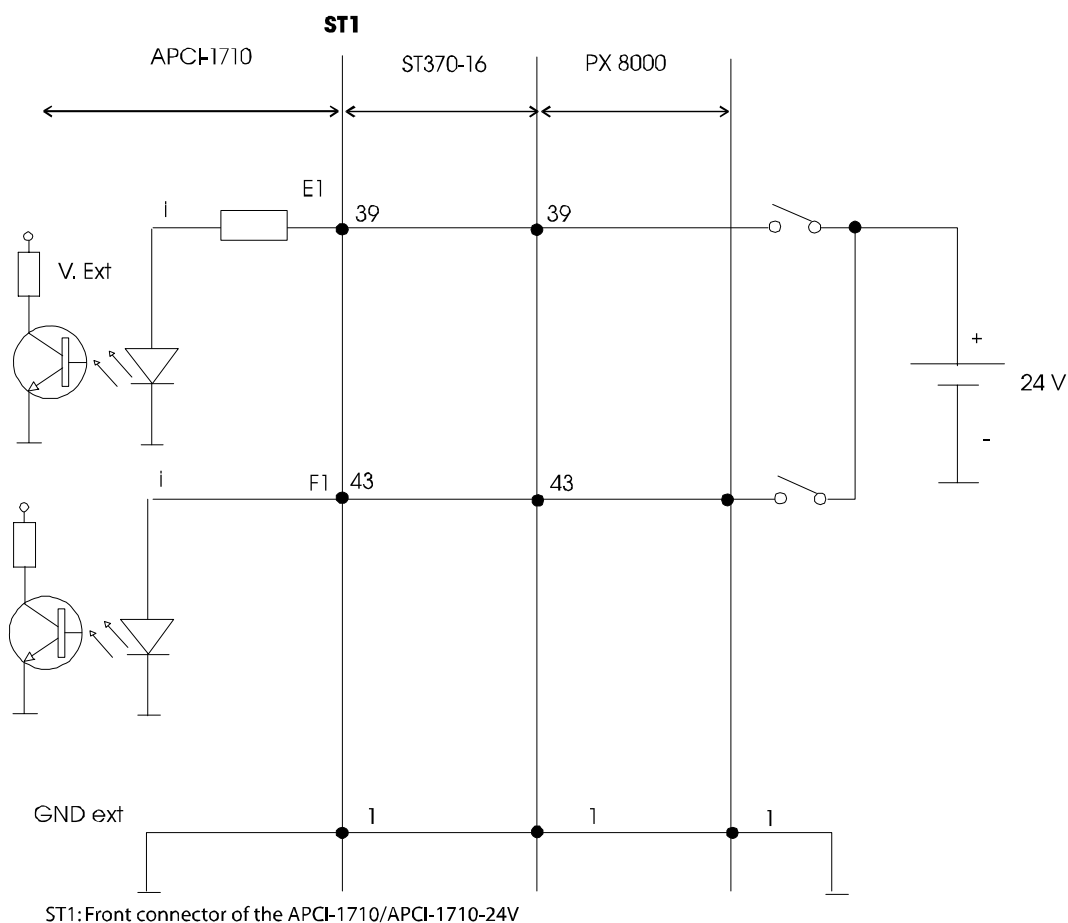 ST1
APCI-1710
ST370-16
PX 8000
E1
i
39
39
V. Ext
+
24 V
-
i
F1
43
43
GND ext
1
1
1
ST1: Front connector of the APCI-1710/APCI-1710-24V